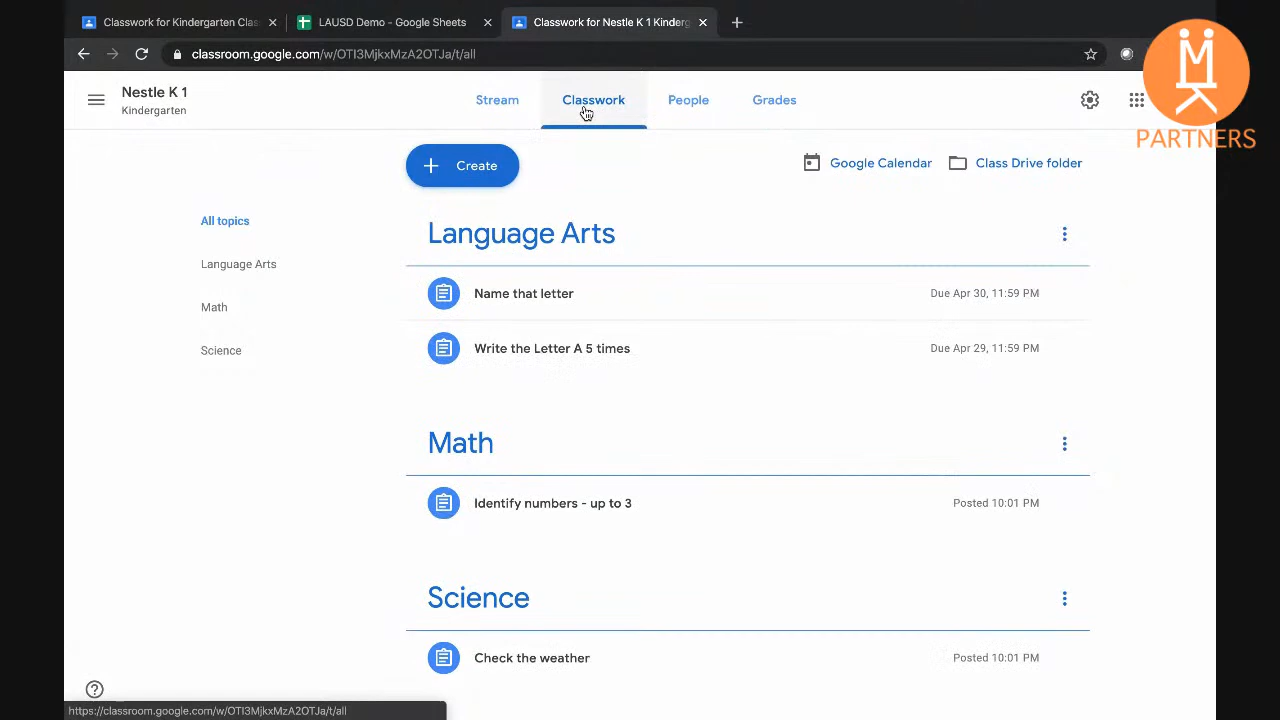 Classwork for Kindergarten Clas
LAUSD Demo - Google Sheets
Classwork for Nestle K 1 Kinderg
classroom.google.com/w/OTI3MjkxMzA2OTJa/t/all
MK
PARTNERS
Nestle K 1
Kindergarten
Stream
Classwork
People
Grades
Create
Google Calendar
Class Drive folder
All topics
Language Arts
Math
Science
Language Arts
Name that letter
Due Apr 30, 11:59 PM
Write the Letter A 5 times
Due Apr 29, 11:59 PM
Math
Identify numbers - up to 3
Posted 10:01 PM
Science
Check the weather
Posted 10:01 PM
https://classroom.google.com/w/OTI3MjkxMzA2OTJa/t/all